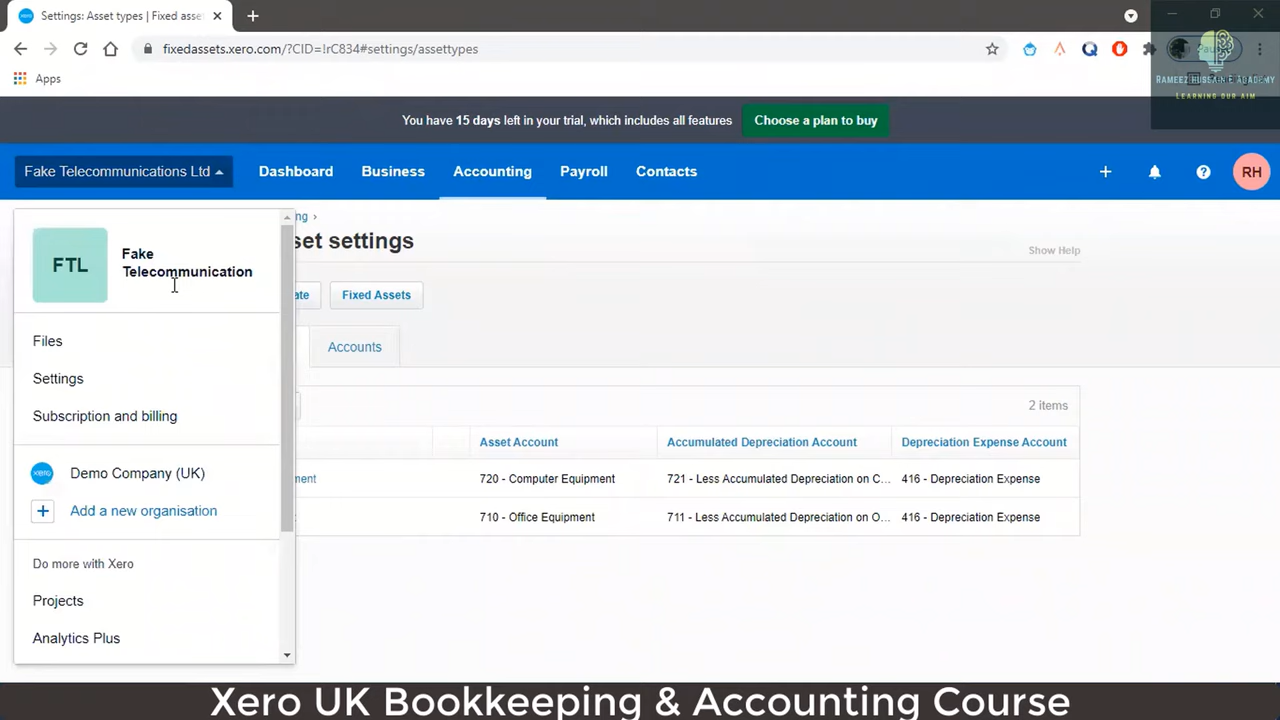 Settings: Asset types | Fixed asse
fixedassets.xero.com/?CID=!rC834#settings/assettypes
Apps
RAMEEZ HUSSAIN E ACADEMY
LEARNING OUR AIM
You have 15 days left in your trial, which includes all features
Choose a plan to buy
Fake Telecommunications Ltd
Dashboard
Business
Accounting
Payroll
Contacts
RH
ng ›
set settings
Show Help
FTL
Fake
Telecommunication
ate
Fixed Assets
Files
Accounts
Settings
Subscription and billing
2 items
Asset Account
Accumulated Depreciation Account
Depreciation Expense Account
xero
Demo Company (UK)
ment
720 - Computer Equipment
721 - Less Accumulated Depreciation on C...
416 - Depreciation Expense
Add a new organisation
710 - Office Equipment
711 - Less Accumulated Depreciation on O...
416 - Depreciation Expense
Do more with Xero
Projects
Analytics Plus
Xero UK Bookkeeping & Accounting Course